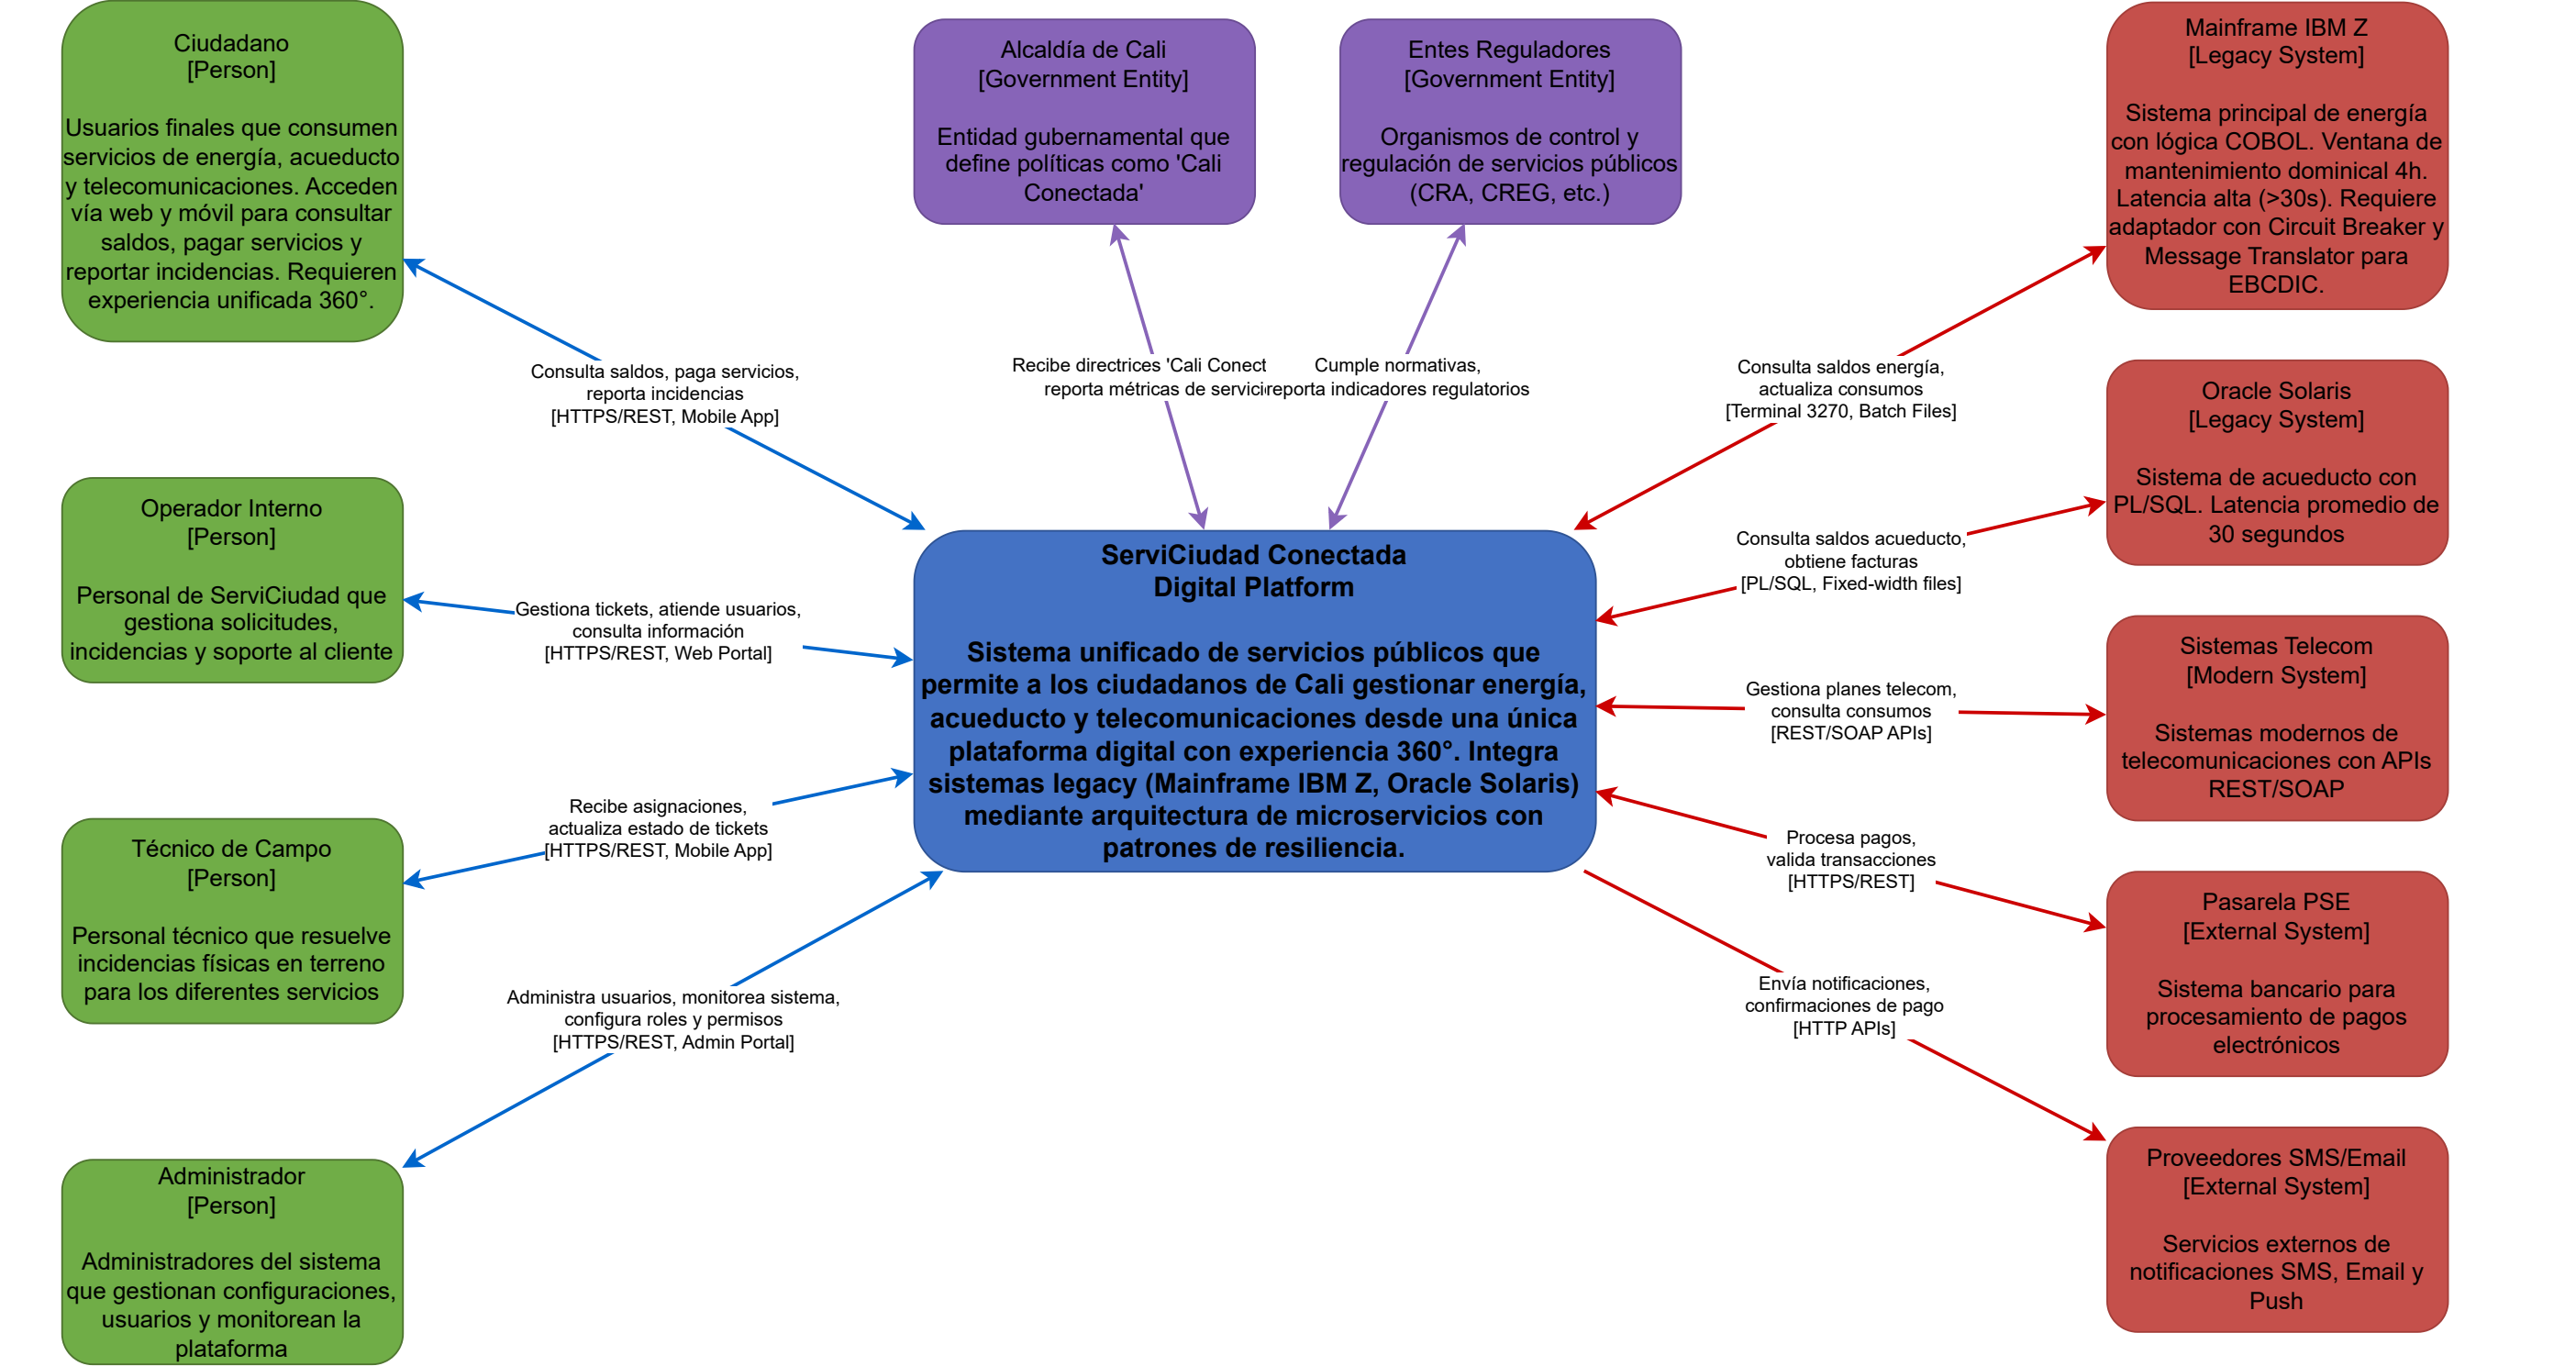 Ciudadano
[Person]
Usuarios finales que consumen
servicios de energía, acueducto
y telecomunicaciones. Acceden
vía web y móvil para consultar
saldos, pagar servicios y
reportar incidencias. Requieren
experiencia unificada 360°.
Operador Interno
[Person]
Personal de ServiCiudad que
gestiona solicitudes,
incidencias y soporte al cliente
Técnico de Campo
[Person]
Personal técnico que resuelve
incidencias físicas en terreno
para los diferentes servicios
Administrador
[Person]
Administradores del sistema
que gestionan configuraciones,
usuarios y monitorean la
plataforma
Consulta saldos, paga servicios,
reporta incidencias
[HTTPS/REST, Mobile App]
Gestiona tickets, atiende usuarios,
consulta información
[HTTPS/REST, Web Portal]
Recibe asignaciones,
actualiza estado de tickets
[HTTPS/REST, Mobile App]
Administra usuarios, monitorea sistema,
configura roles y permisos
[HTTPS/REST, Admin Portal]
Alcaldía de Cali
[Government Entity]
Entidad gubernamental que
define políticas como 'Cali
Conectada'
Entes Reguladores
[Government Entity]
Organismos de control y
regulación de servicios públicos
(CRA, CREG, etc.)
Recibe directrices 'Cali Conect
reporta métricas de servici
Cumple normativas,
reporta indicadores regulatorios
ServiCiudad Conectada
Digital Platform
Sistema unificado de servicios públicos que
permite a los ciudadanos de Cali gestionar energía,
acueducto y telecomunicaciones desde una única
plataforma digital con experiencia 360°. Integra
sistemas legacy (Mainframe IBM Z, Oracle Solaris)
mediante arquitectura de microservicios con
patrones de resiliencia.
Consulta saldos energía,
actualiza consumos
[Terminal 3270, Batch Files]
Consulta saldos acueducto,
obtiene facturas
[PL/SQL, Fixed-width files]
Gestiona planes telecom,
consulta consumos
[REST/SOAP APIs]
Procesa pagos,
valida transacciones
[HTTPS/REST]
Envía notificaciones,
confirmaciones de pago
[HTTP APIs]
Mainframe IBM Z
[Legacy System]
Sistema principal de energía
con lógica COBOL. Ventana de
mantenimiento dominical 4h.
Latencia alta (>30s). Requiere
adaptador con Circuit Breaker y
Message Translator para
EBCDIC.
Oracle Solaris
[Legacy System]
Sistema de acueducto con
PL/SQL. Latencia promedio de
30 segundos
Sistemas Telecom
[Modern System]
Sistemas modernos de
telecomunicaciones con APIs
REST/SOAP
Pasarela PSE
[External System]
Sistema bancario para
procesamiento de pagos
electrónicos
Proveedores SMS/Email
[External System]
Servicios externos de
notificaciones SMS, Email y
Push